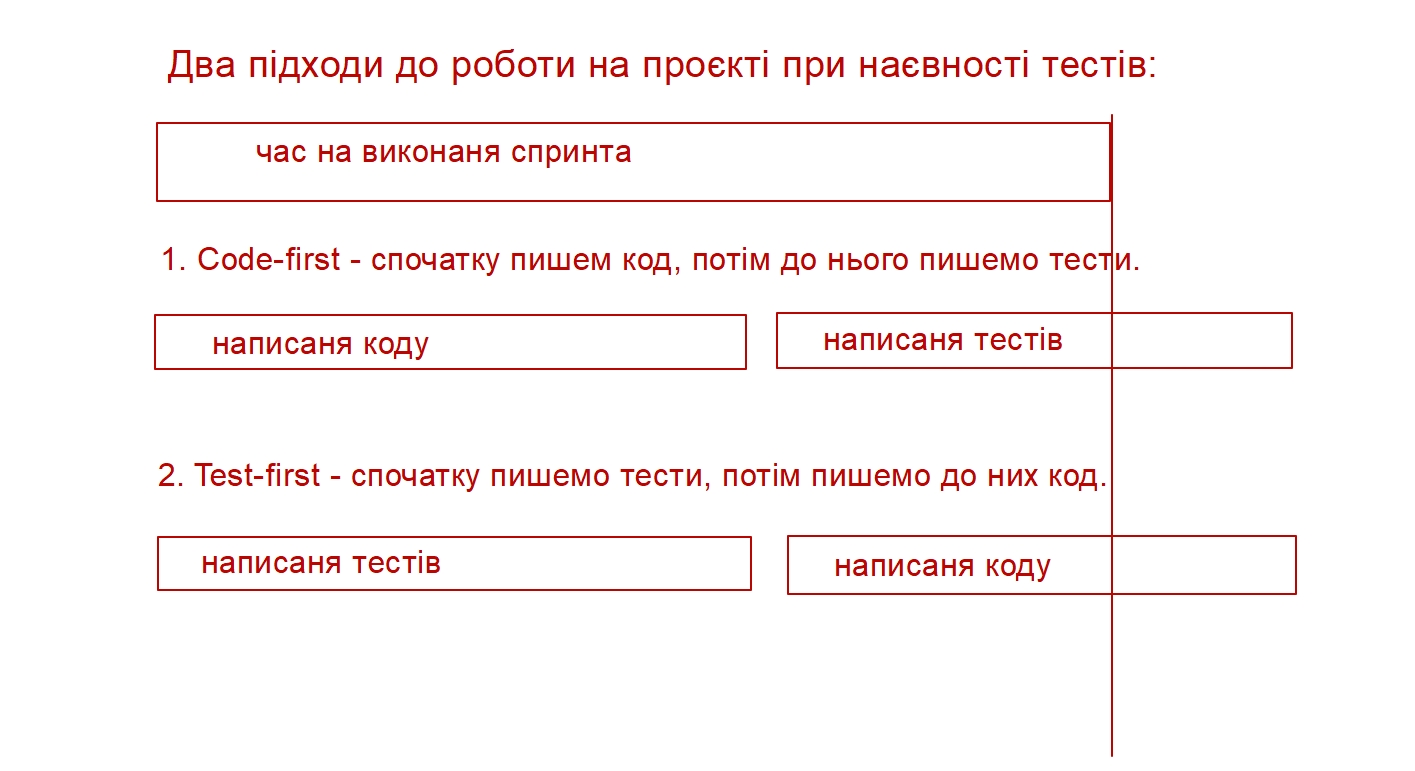 Два підходи до роботи на проєкті при наєвності тестів:
час на виконаня спринта
1. Code-first - спочатку пишем код, потім до нього пишемо тести.
написаня коду
написаня тестів
2. Test-first - спочатку пишемо тести, потім пишемо до них код.
написаня тестів
написаня коду